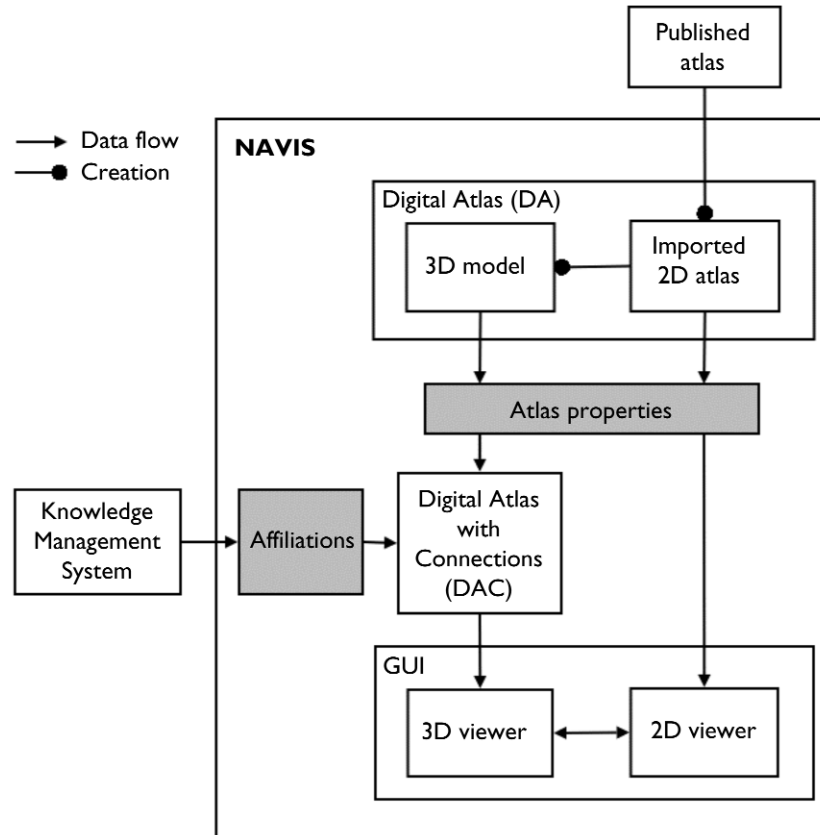 Published
atlas
Data flow
Creation
NAVIS
Digital Atlas (DA)
3D model
Imported
2D atlas
Atlas properties
Knowledge
Management
System
Affiliations
Digital Atlas
with
Connections
(DAC)
GUI
3D viewer
2D viewer